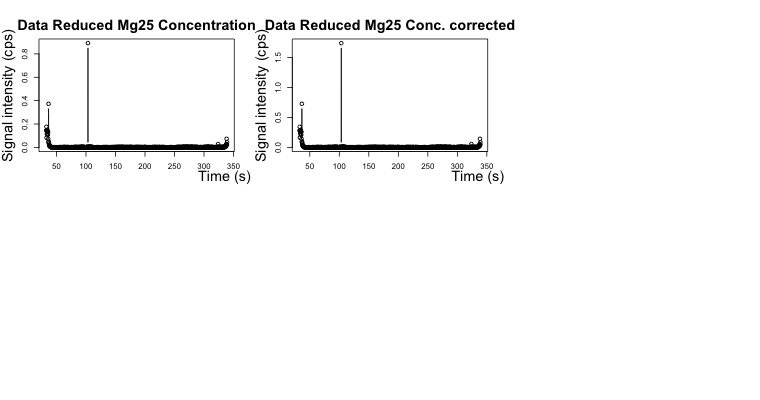 Data Reduced Mg25 Concentration
Signal intensity (cps)
0.8
0.6
0.4
0.2
0.0
50 100 150 200 250 300 350
Time (s)
Data Reduced Mg25 Conc. corrected
Signal intensity (cps)
1.5
1.0
0.5
0.0
50 100 150 200 250 300 350
Time (s)